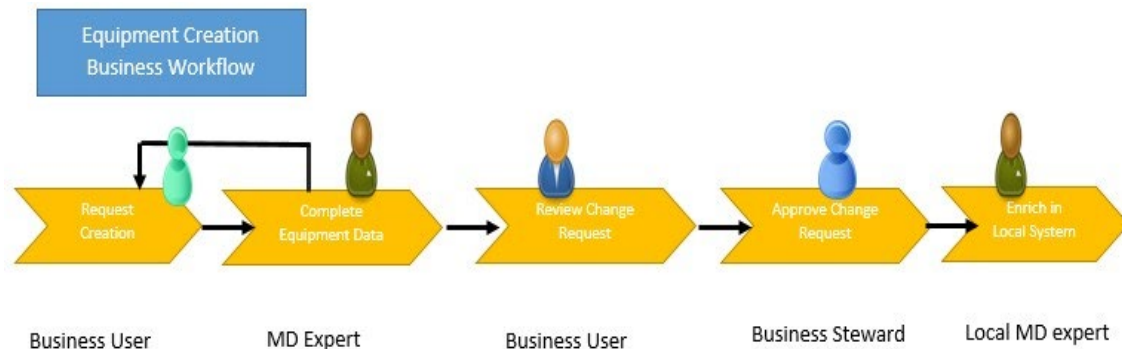 Equipment Creation
Business Workflow
Request
Creation
Complete
Equipment Data
Review Change
Request
Approve Change
Request
Enrich in
Local System
Business User
MD Expert
Business User
Business Steward
Local MD expert